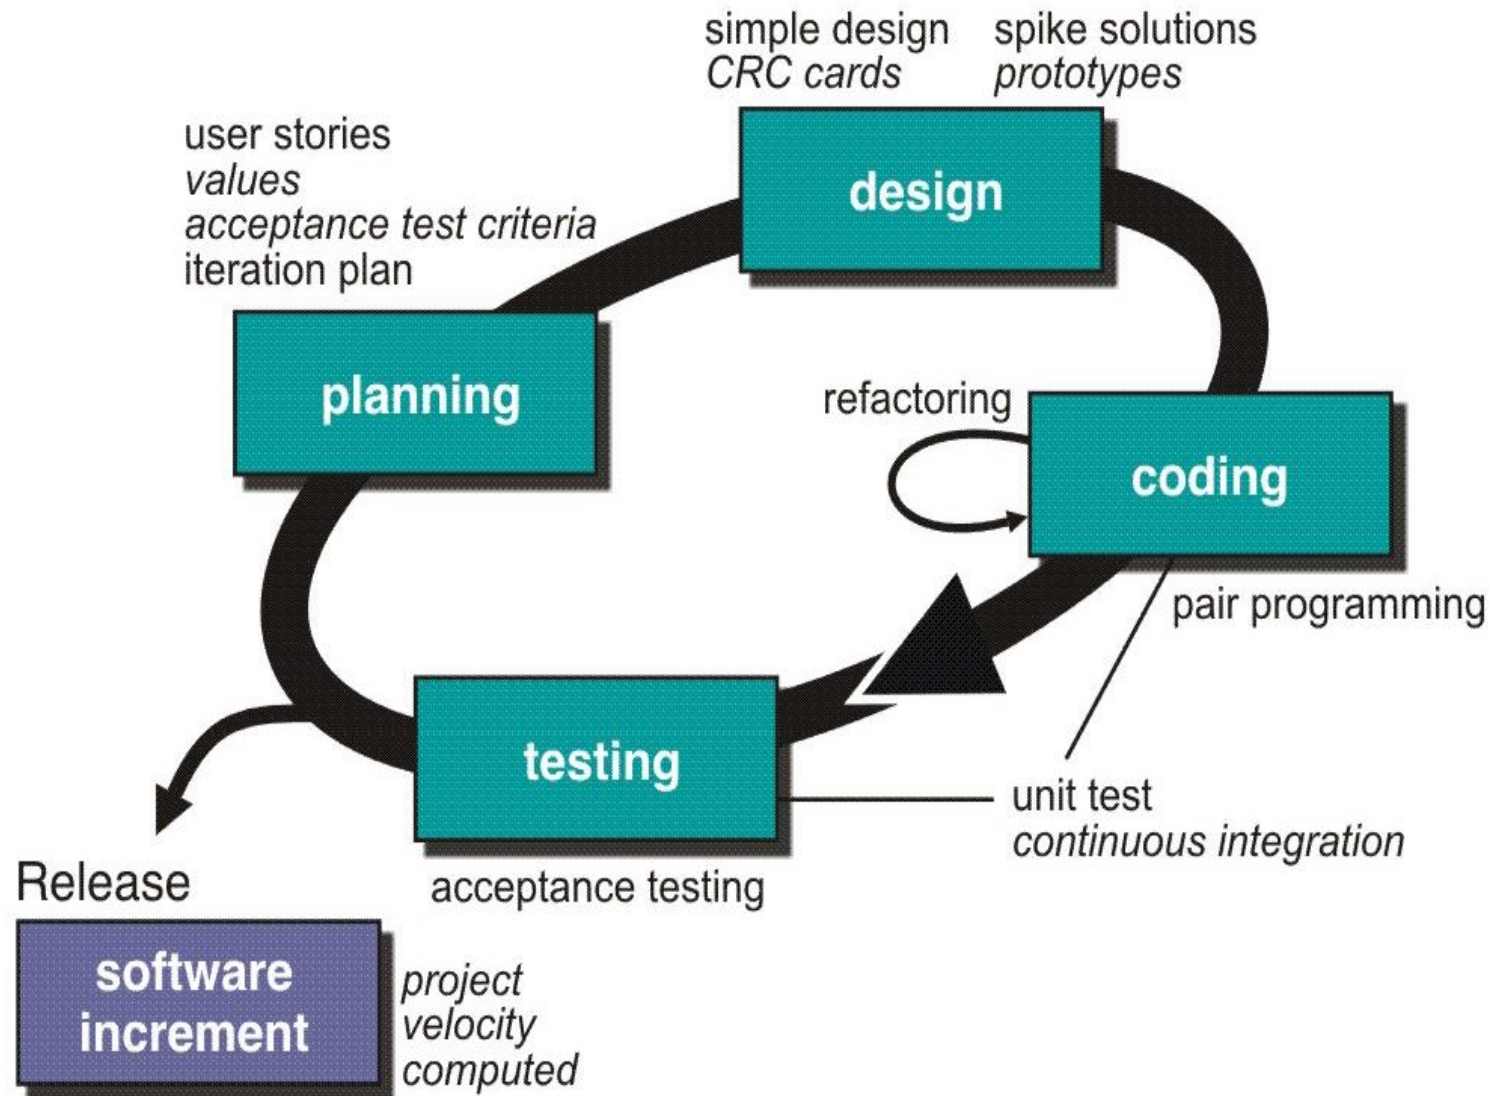 simple design
CRC cards
spike solutions
prototypes
user stories
values
acceptance test criteria
iteration plan
design
planning
refactoring
coding
pair programming
testing
unit test
continuous integration
acceptance testing
Release
software
increment
project
velocity
computed